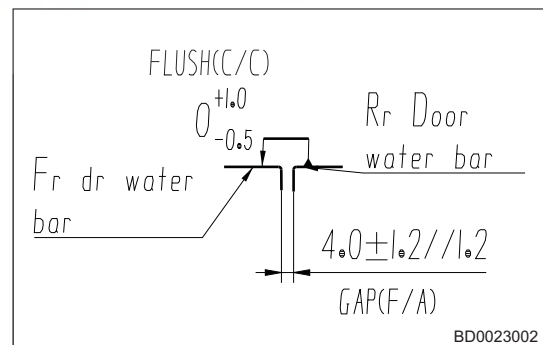 FLUSH(C/C)
0 +1.0 -0.5
Rr Door
water bar
Fr dr water
bar
4.0±1.2//1.2
GAP(F/A)
BD0023002